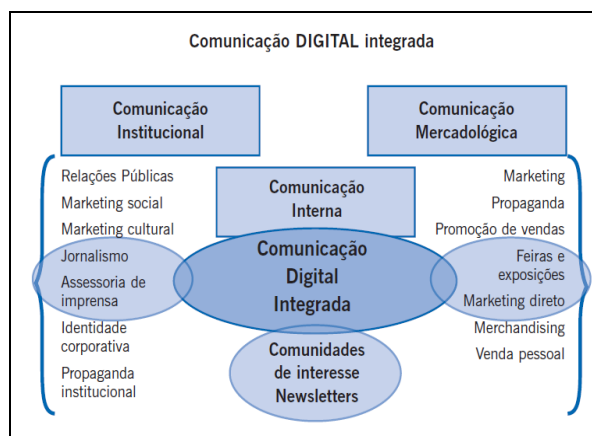 Comunicação DIGITAL integrada
Comunicação
Institucional
Comunicação
Mercadológica
Relações Públicas
Marketing social
Marketing cultural
Jornalismo
Assessoria de
imprensa
Identidade
corporativa
Propaganda
institucional
Comunicação
Interna
Comunicação
Digital
Integrada
Comunidades
de interesse
Newsletters
Marketing
Propaganda
Promoção de vendas
Feiras e
exposições
Marketing direto
Merchandising
Venda pessoal